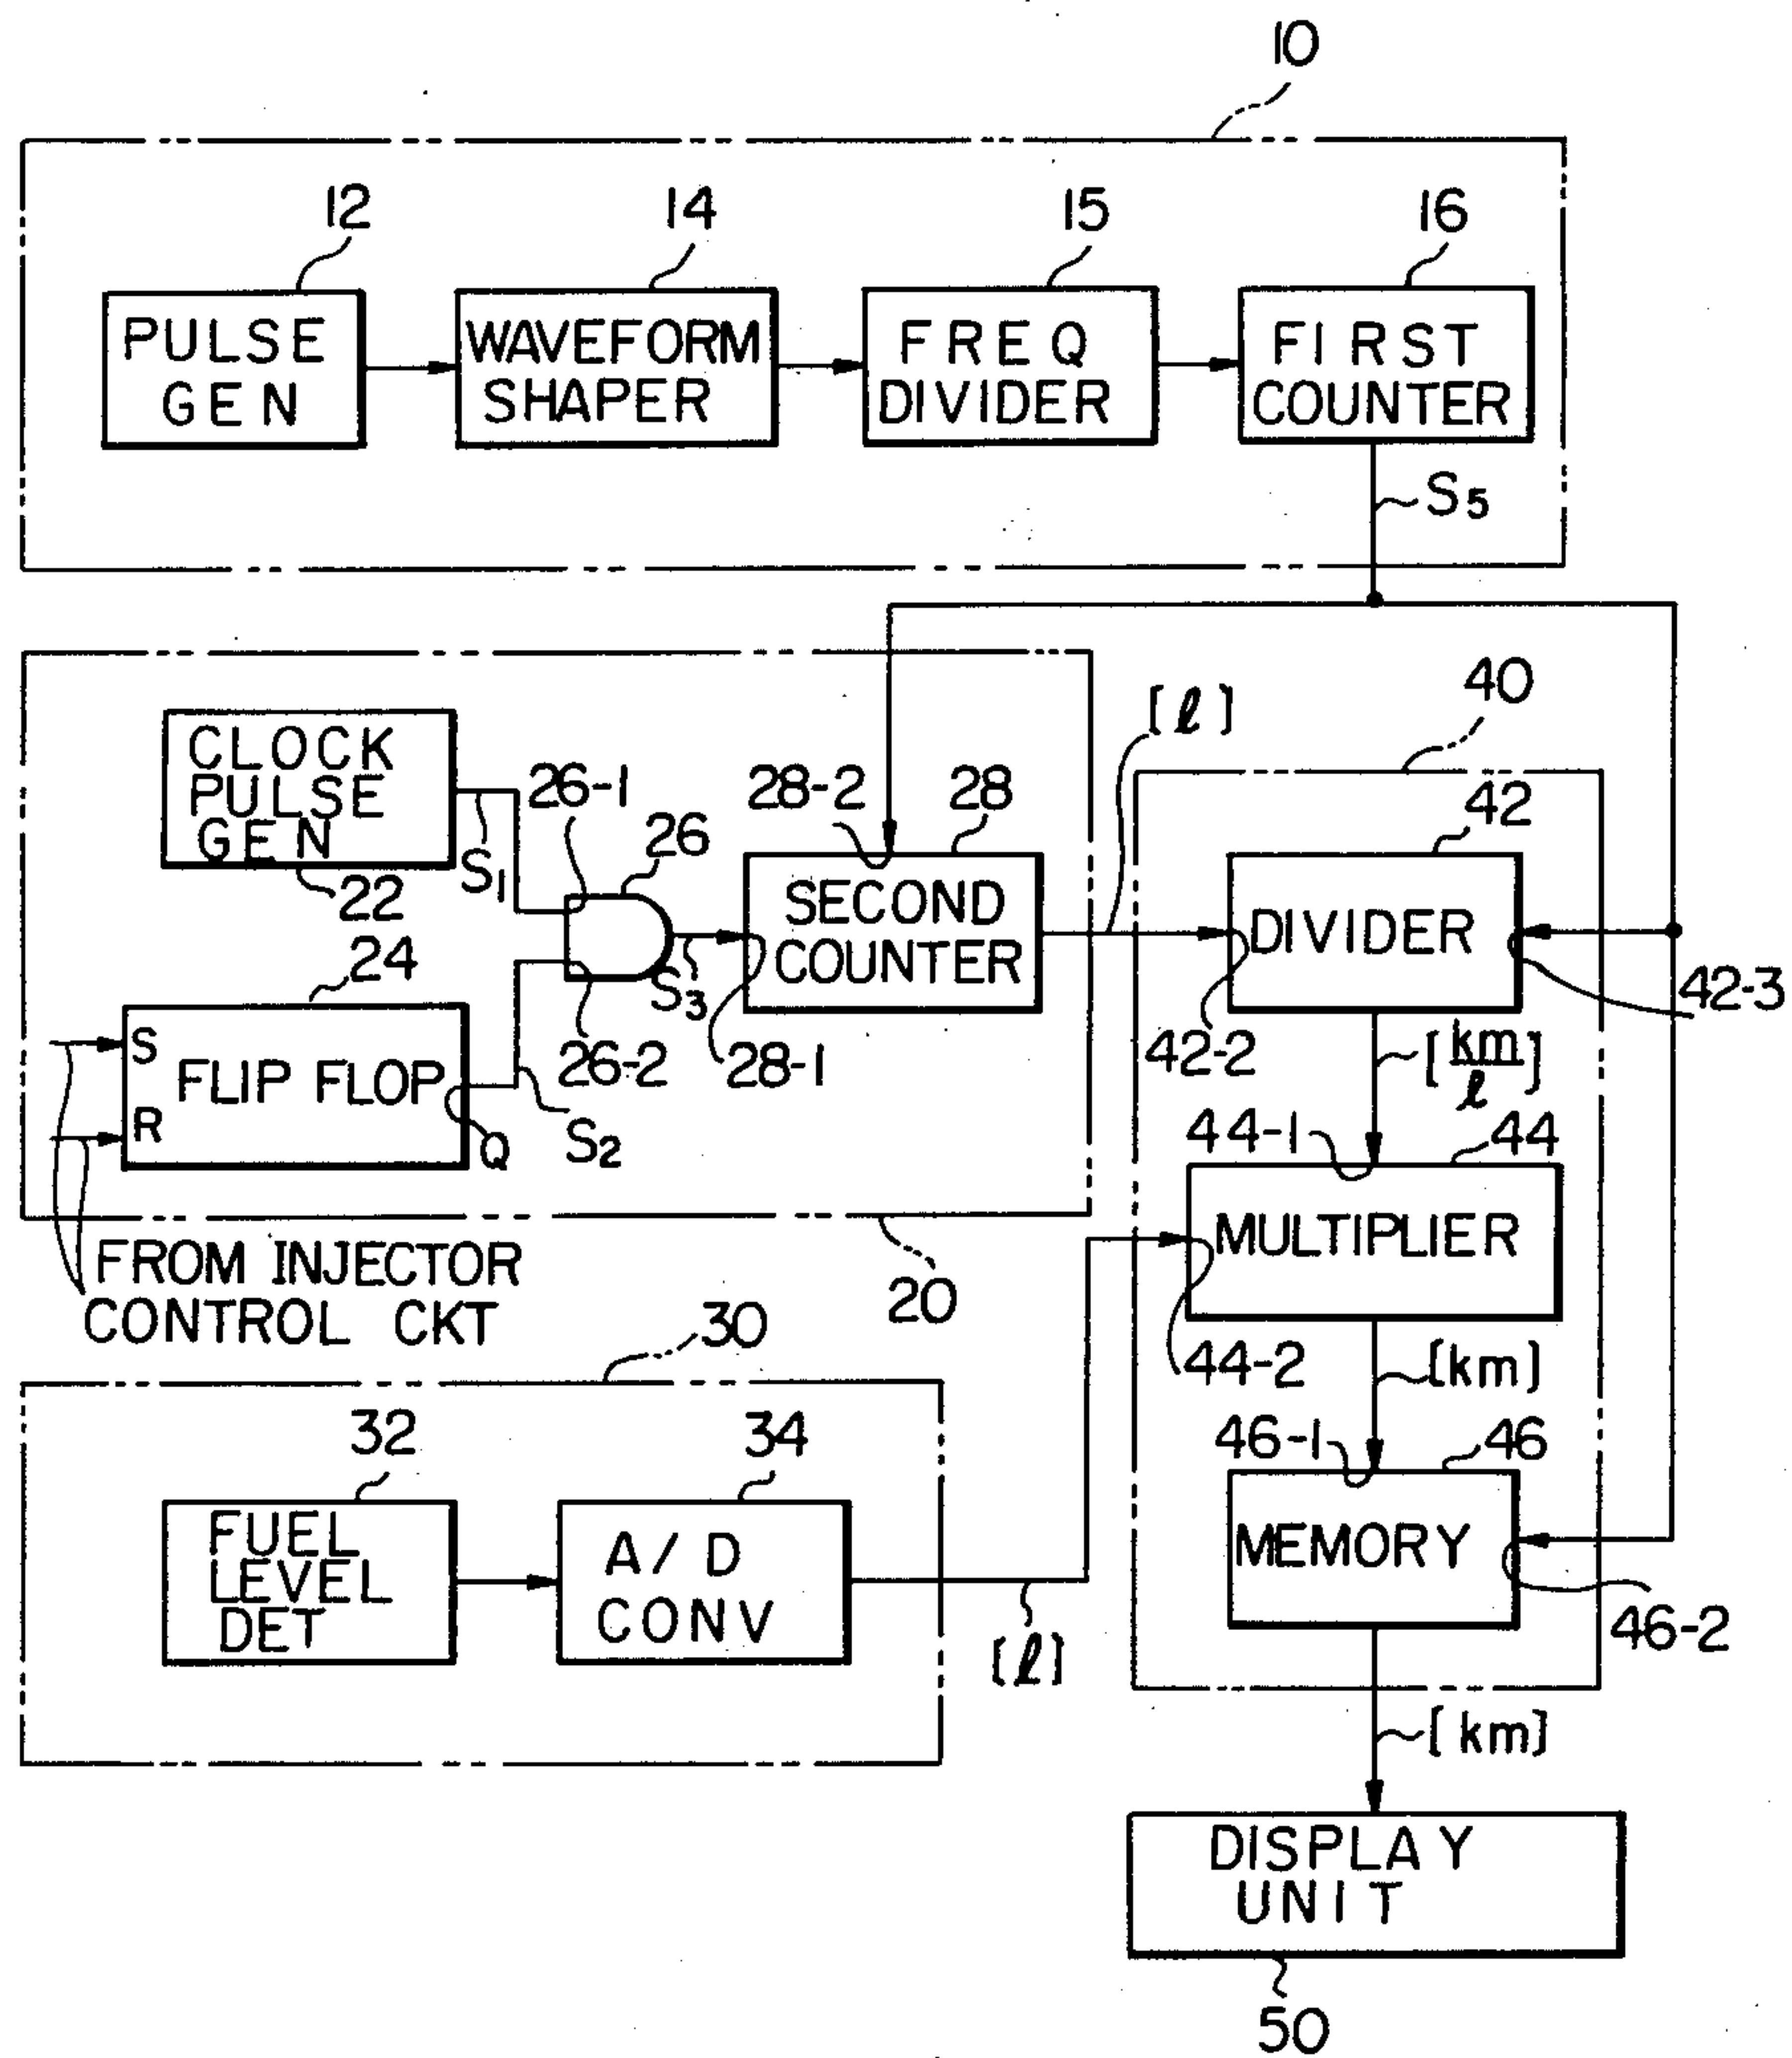 10
12
14
15
16
PULSE
GEN
WAVEFORM
SHAPER
FREQ
DIVIDER
FIRST
COUNTER
S5
40
[ℓ]
CLOCK
PULSE
GEN
22
S1
26-1
26
28-2
28
SECOND
COUNTER
42
DIVIDER
42-3
24
S
R
FLIP FLOP
Q
S2
26-2
S3
28-1
42-2
[km/ℓ]
44-1
44
MULTIPLIER
44-2
FROM INJECTOR
CONTROL CKT
20
30
[km]
32
34
46-1
46
FUEL
LEVEL
DET
A/D
CONV
MEMORY
46-2
[ℓ]
[km]
DISPLAY
UNIT
50